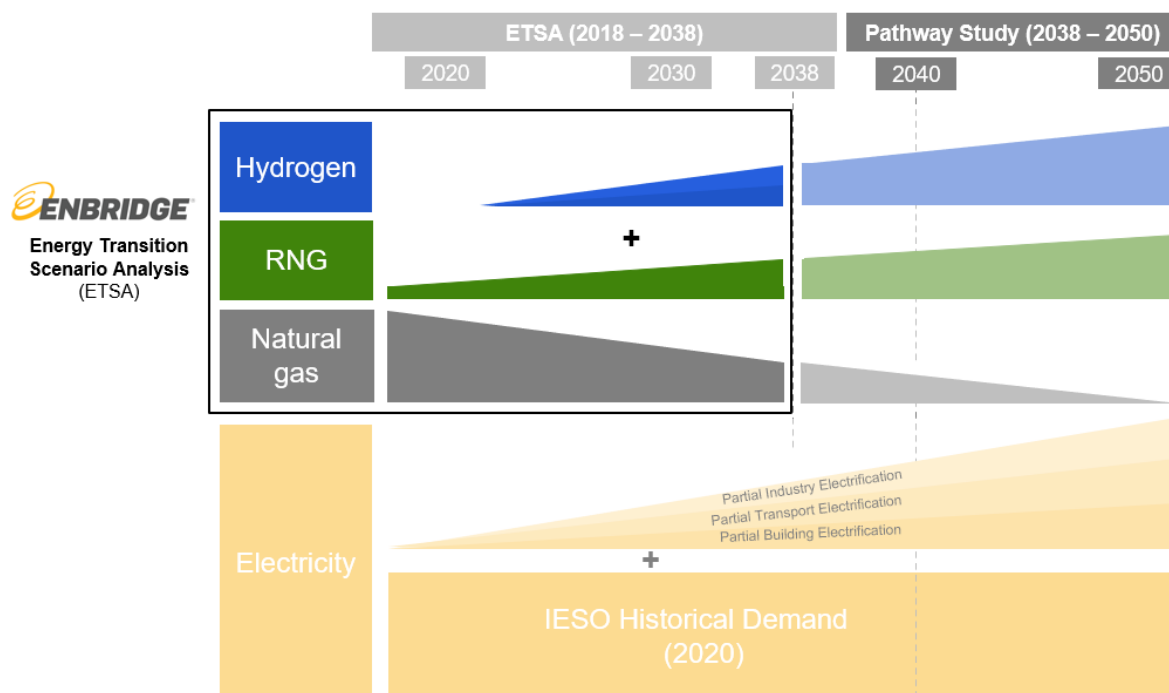 ETSA (2018 – 2038)
Pathway Study (2038 – 2050)
2020
2030
2038
2040
2050
Hydrogen
ENBRIDGE
Energy Transition
Scenario Analysis
(ETSA)
+
RNG
Natural
gas
Partial Industry Electrification
Partial Transport Electrification
Partial Building Electrification
Electricity
+
IESO Historical Demand
(2020)